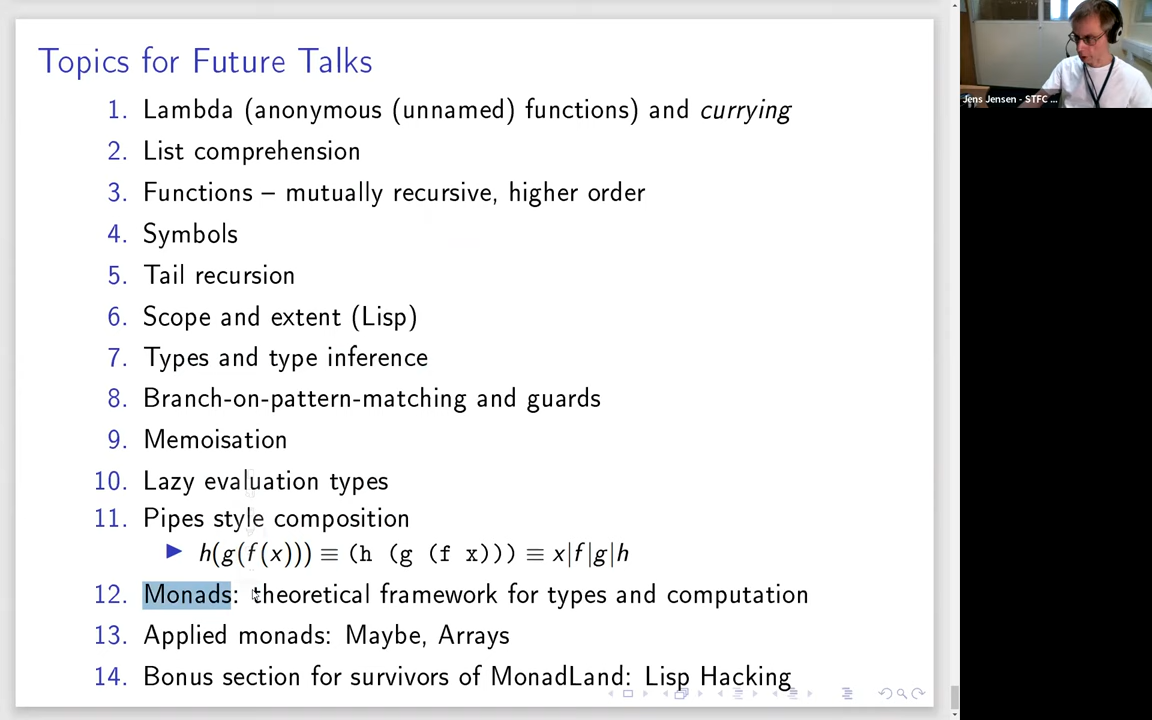 Topics for Future Talks
1. Lambda (anonymous (unnamed) functions) and currying
2. List comprehension
3. Functions – mutually recursive, higher order
4. Symbols
5. Tail recursion
6. Scope and extent (Lisp)
7. Types and type inference
8. Branch-on-pattern-matching and guards
9. Memoisation
10. Lazy evaluation types
11. Pipes style composition
▶ h(g(f(x))) ≡ (h (g (f x))) ≡ x|f|g|h
12. Monads: theoretical framework for types and computation
13. Applied monads: Maybe, Arrays
14. Bonus section for survivors of MonadLand: Lisp Hacking
Jens Jensen - STFC ...